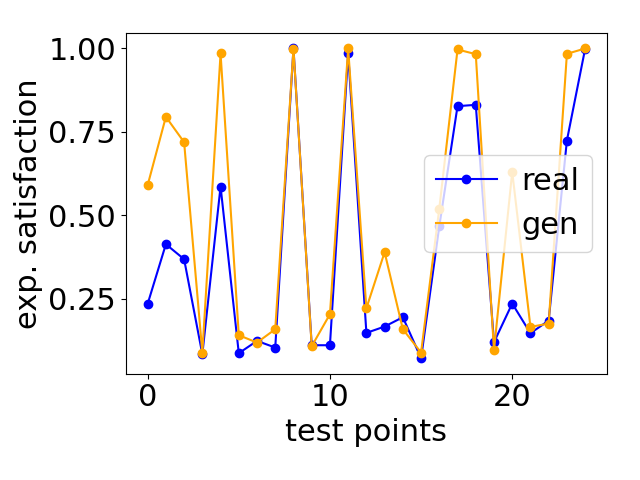 1.00
0.75
0.50
0.25
exp. satisfaction
real
gen
0 10 20
test points